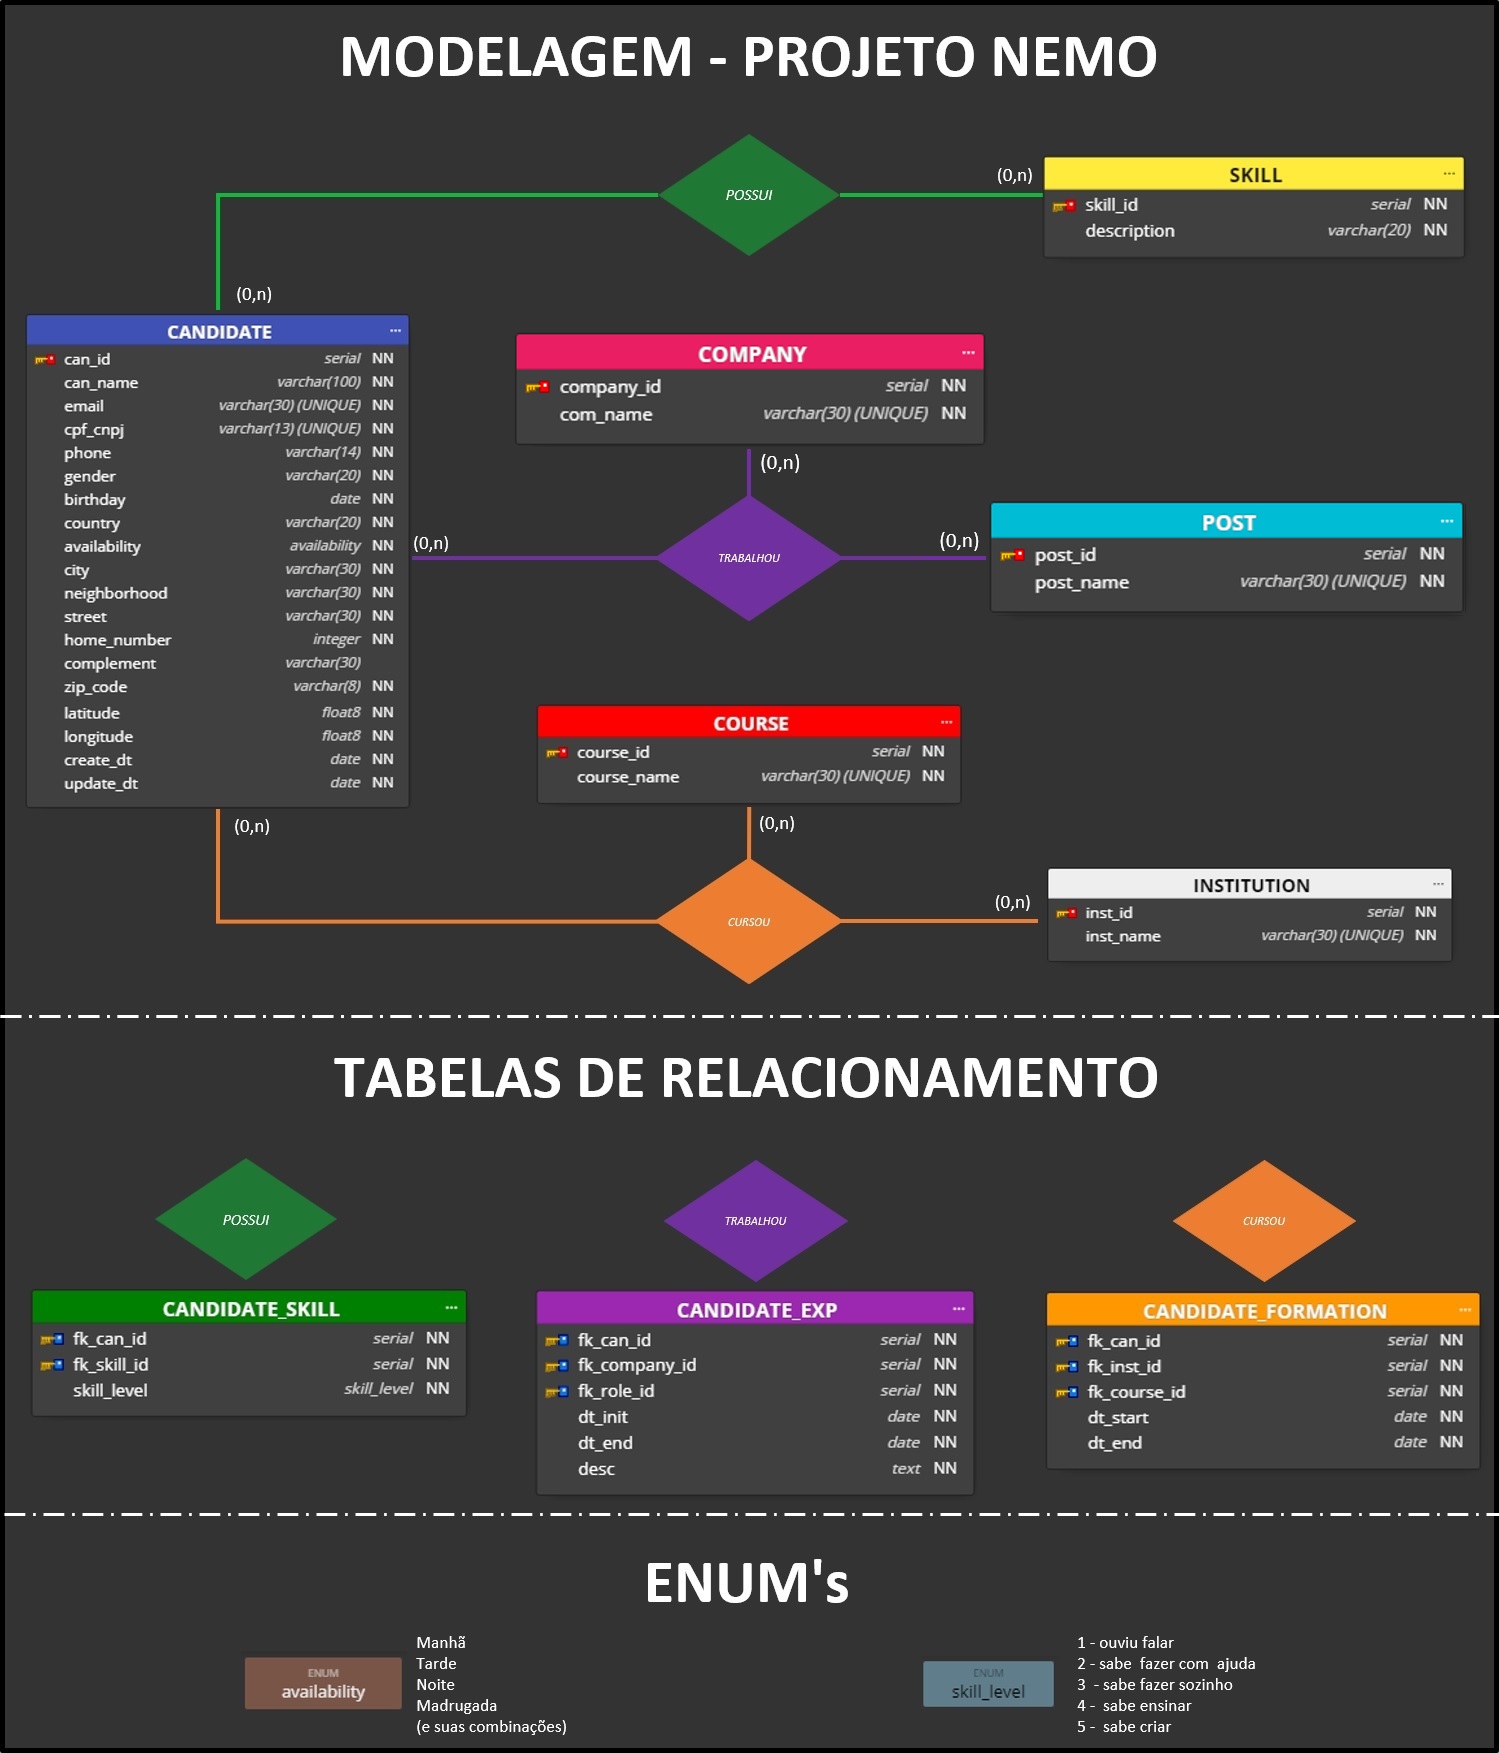 MODELAGEM - PROJETO NEMO
POSSUI
(0,n)
SKILL
skill_id serial NN
description varchar(20) NN
(0,n)
CANDIDATE
can_id serial NN
can_name varchar(100) NN
email varchar(30) (UNIQUE) NN
cpf_cnpj varchar(13) (UNIQUE) NN
phone varchar(14) NN
gender varchar(20) NN
birthday date NN
country varchar(20) NN
availability availability NN
city varchar(30) NN
neighborhood varchar(30) NN
street varchar(30) NN
home_number integer NN
complement varchar(30)
zip_code varchar(8) NN
latitude float8 NN
longitude float8 NN
create_dt date NN
update_dt date NN
COMPANY
company_id serial NN
com_name varchar(30) (UNIQUE) NN
(0,n)
(0,n)
TRABALHOU
(0,n)
POST
post_id serial NN
post_name varchar(30) (UNIQUE) NN
COURSE
course_id serial NN
course_name varchar(30) (UNIQUE) NN
(0,n)
(0,n)
CURSOU
(0,n)
INSTITUTION
inst_id serial NN
inst_name varchar(30) (UNIQUE) NN
TABELAS DE RELACIONAMENTO
POSSUI
CANDIDATE_SKILL
fk_can_id serial NN
fk_skill_id serial NN
skill_level skill_level NN
TRABALHOU
CANDIDATE_EXP
fk_can_id serial NN
fk_company_id serial NN
fk_role_id serial NN
dt_init date NN
dt_end date NN
desc text NN
CURSOU
CANDIDATE_FORMATION
fk_can_id serial NN
fk_inst_id serial NN
fk_course_id serial NN
dt_start date NN
dt_end date NN
ENUM's
ENUM
availability
Manhã
Tarde
Noite
Madrugada
(e suas combinações)
ENUM
skill_level
1 - ouviu falar
2 - sabe fazer com ajuda
3 - sabe fazer sozinho
4 - sabe ensinar
5 - sabe criar